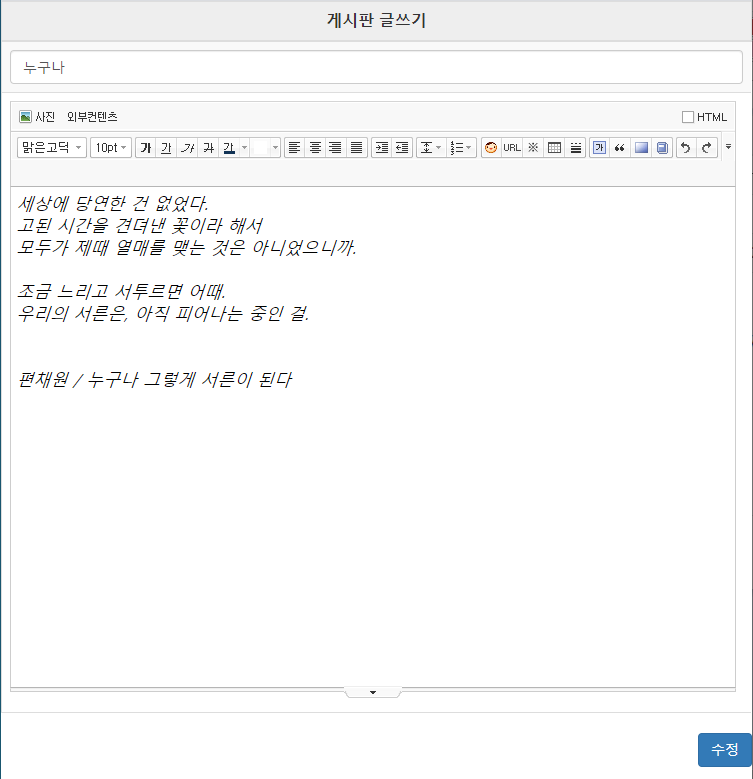 게시판 글쓰기
누구나
사진 외부컨텐츠 HTML
맑은고딕 10pt 가 가 가 가 가 URL ※ 가
세상에 당연한 건 없었다.
고된 시간을 견뎌낸 꽃이라 해서
모두가 제때 열매를 맺는 것은 아니었으니까.
조금 느리고 서투르면 어때.
우리의 서른은, 아직 피어나는 중인 걸.
편채원 / 누구나 그렇게 서른이 된다
수정